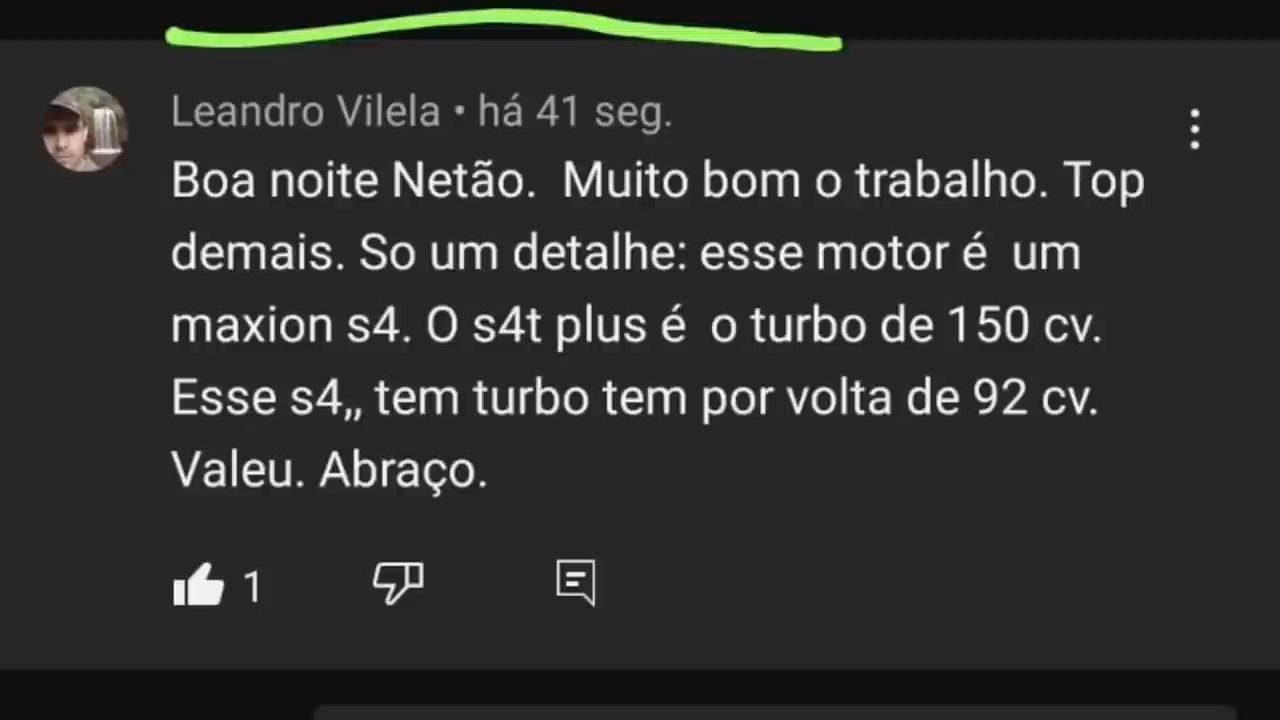 Leandro Vilela • há 41 seg.
Boa noite Netão.  Muito bom o trabalho. Top
demais. So um detalhe: esse motor é  um
maxion s4. O s4t plus é  o turbo de 150 cv.
Esse s4,, tem turbo tem por volta de 92 cv.
Valeu. Abraço.
1